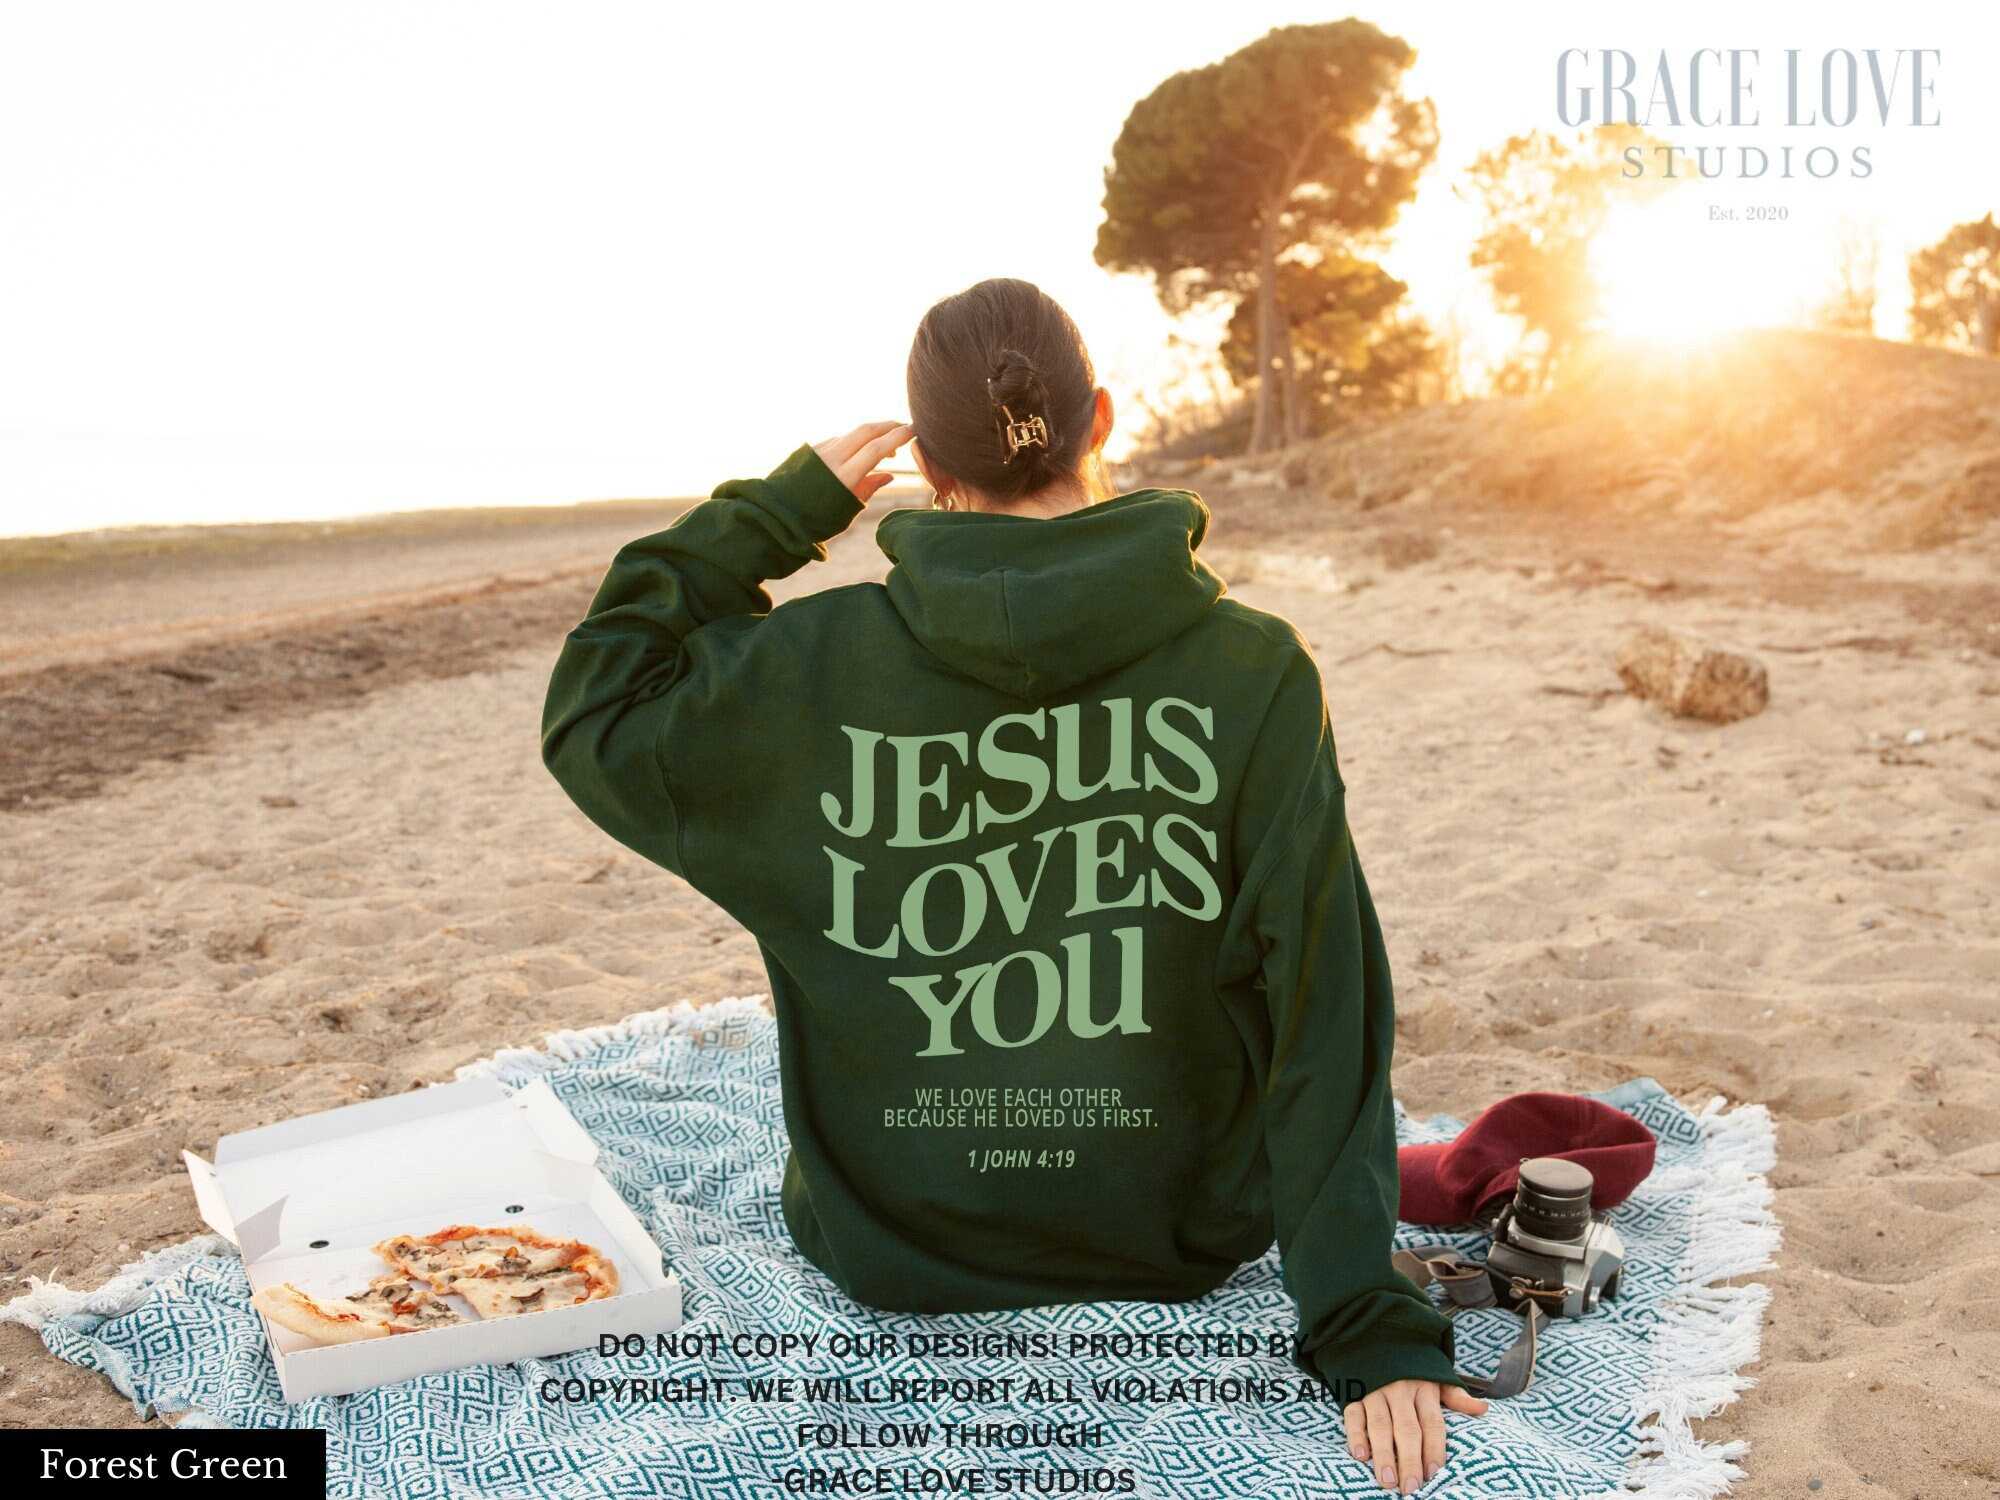 GRACE LOVE
STUDIOS
Est. 2020
JESUS
LOVES
YOU
WE LOVE EACH OTHER
BECAUSE HE LOVED US FIRST.
1 JOHN 4:19
DO NOT COPY OUR DESIGNS! PROTECTED BY
COPYRIGHT. WE WILL REPORT ALL VIOLATIONS AND
FOLLOW THROUGH
-GRACE LOVE STUDIOS
Forest Green